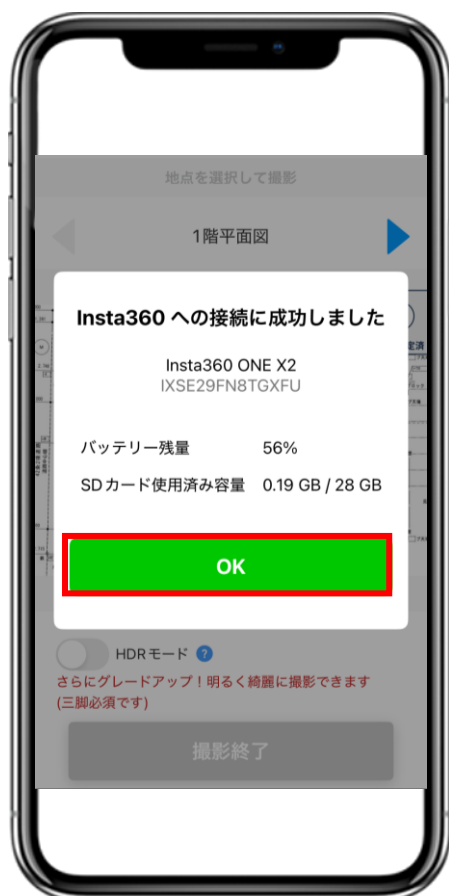 地点を選択して撮影
1階平面図
Insta360 への接続に成功しました
Insta360 ONE X2
IXSE29FN8TGXFU
バッテリー残量 56%
SDカード使用済み容量 0.19 GB / 28 GB
OK
HDRモード ?
さらにグレードアップ！明るく綺麗に撮影できます
(三脚必須です)
撮影終了